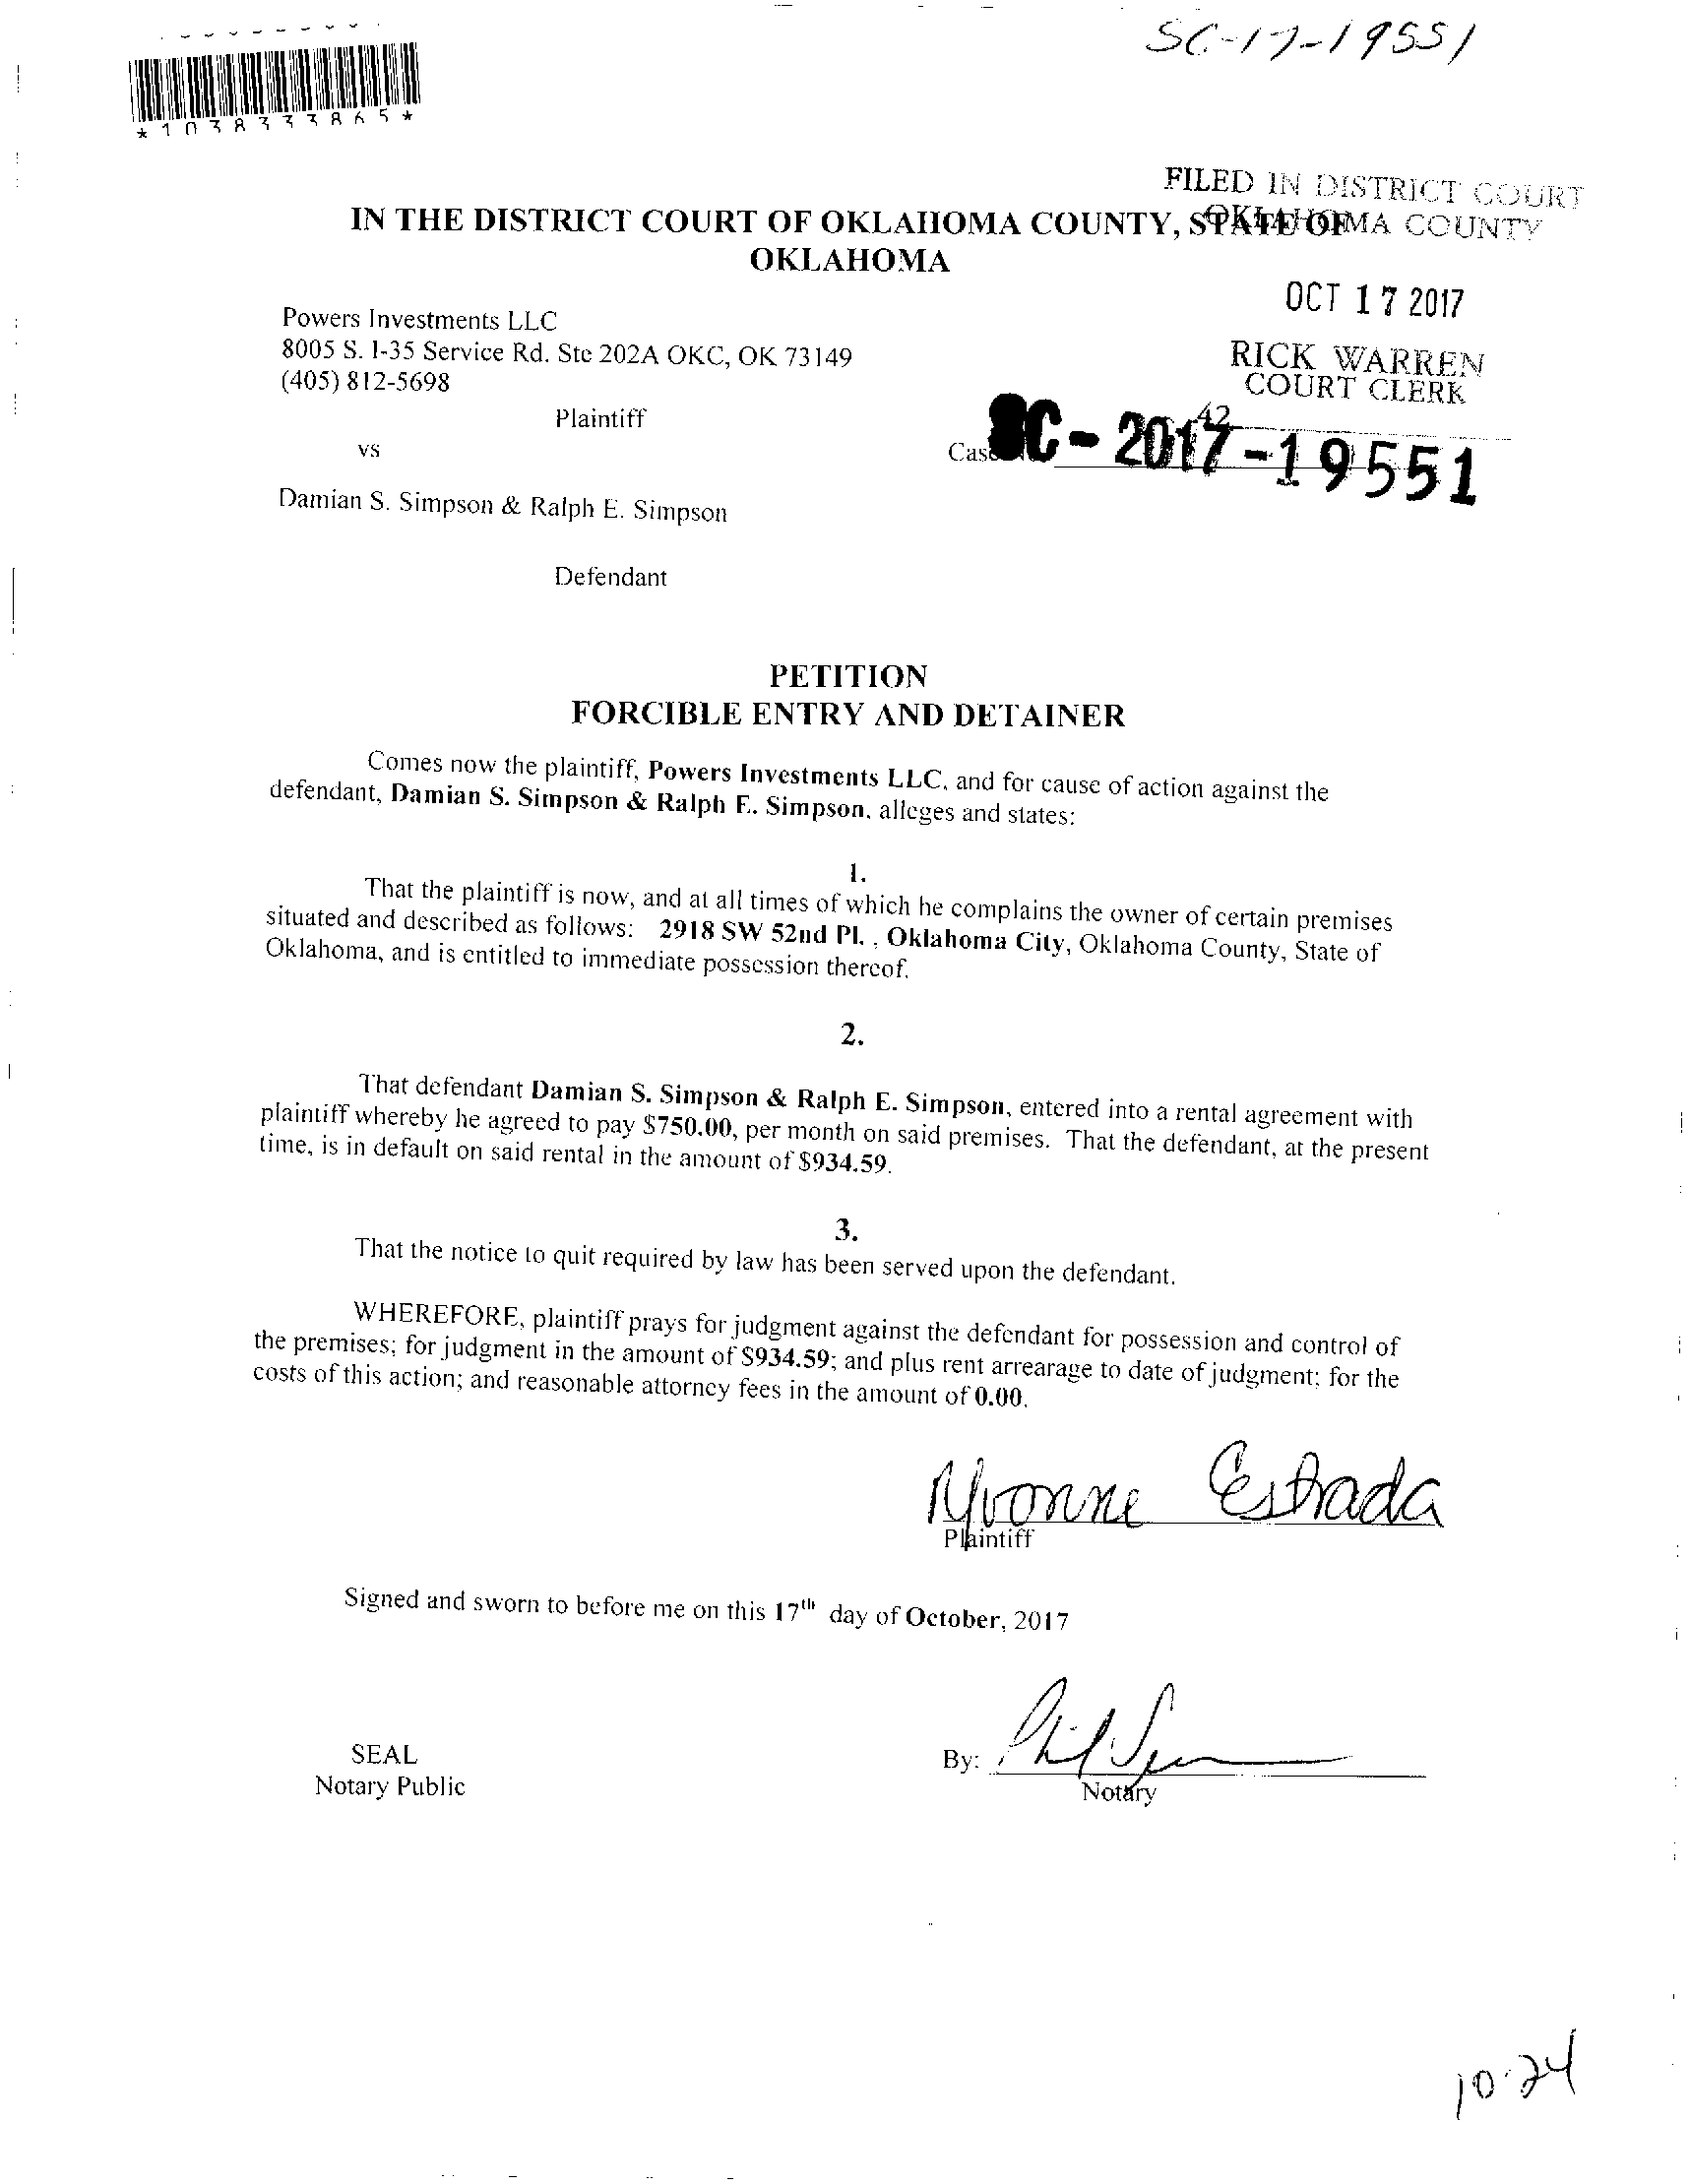 SC-17-19551
*1038333865*
FILED IN DISTRICT COURT
OKLAHOMA COUNTY
IN THE DISTRICT COURT OF OKLAHOMA COUNTY, STATE OF
OKLAHOMA
OCT 17 2017
Powers Investments LLC
8005 S. I-35 Service Rd. Ste 202A OKC, OK 73149
(405) 812-5698
RICK WARREN
COURT CLERK
42
Plaintiff
vs
Case No. SC-2017-19551
Damian S. Simpson & Ralph E. Simpson
Defendant
PETITION
FORCIBLE ENTRY AND DETAINER
Comes now the plaintiff, Powers Investments LLC, and for cause of action against the
defendant, Damian S. Simpson & Ralph E. Simpson, alleges and states:
1.
That the plaintiff is now, and at all times of which he complains the owner of certain premises
situated and described as follows: 2918 SW 52nd Pl. , Oklahoma City, Oklahoma County, State of
Oklahoma, and is entitled to immediate possession thereof.
2.
That defendant Damian S. Simpson & Ralph E. Simpson, entered into a rental agreement with
plaintiff whereby he agreed to pay $750.00, per month on said premises. That the defendant, at the present
time, is in default on said rental in the amount of $934.59.
3.
That the notice to quit required by law has been served upon the defendant.
WHEREFORE, plaintiff prays for judgment against the defendant for possession and control of
the premises; for judgment in the amount of $934.59; and plus rent arrearage to date of judgment; for the
costs of this action; and reasonable attorney fees in the amount of 0.00.
Yvonne Estrada
Plaintiff
Signed and sworn to before me on this 17th day of October, 2017
SEAL
Notary Public
By:
Notary
10-24